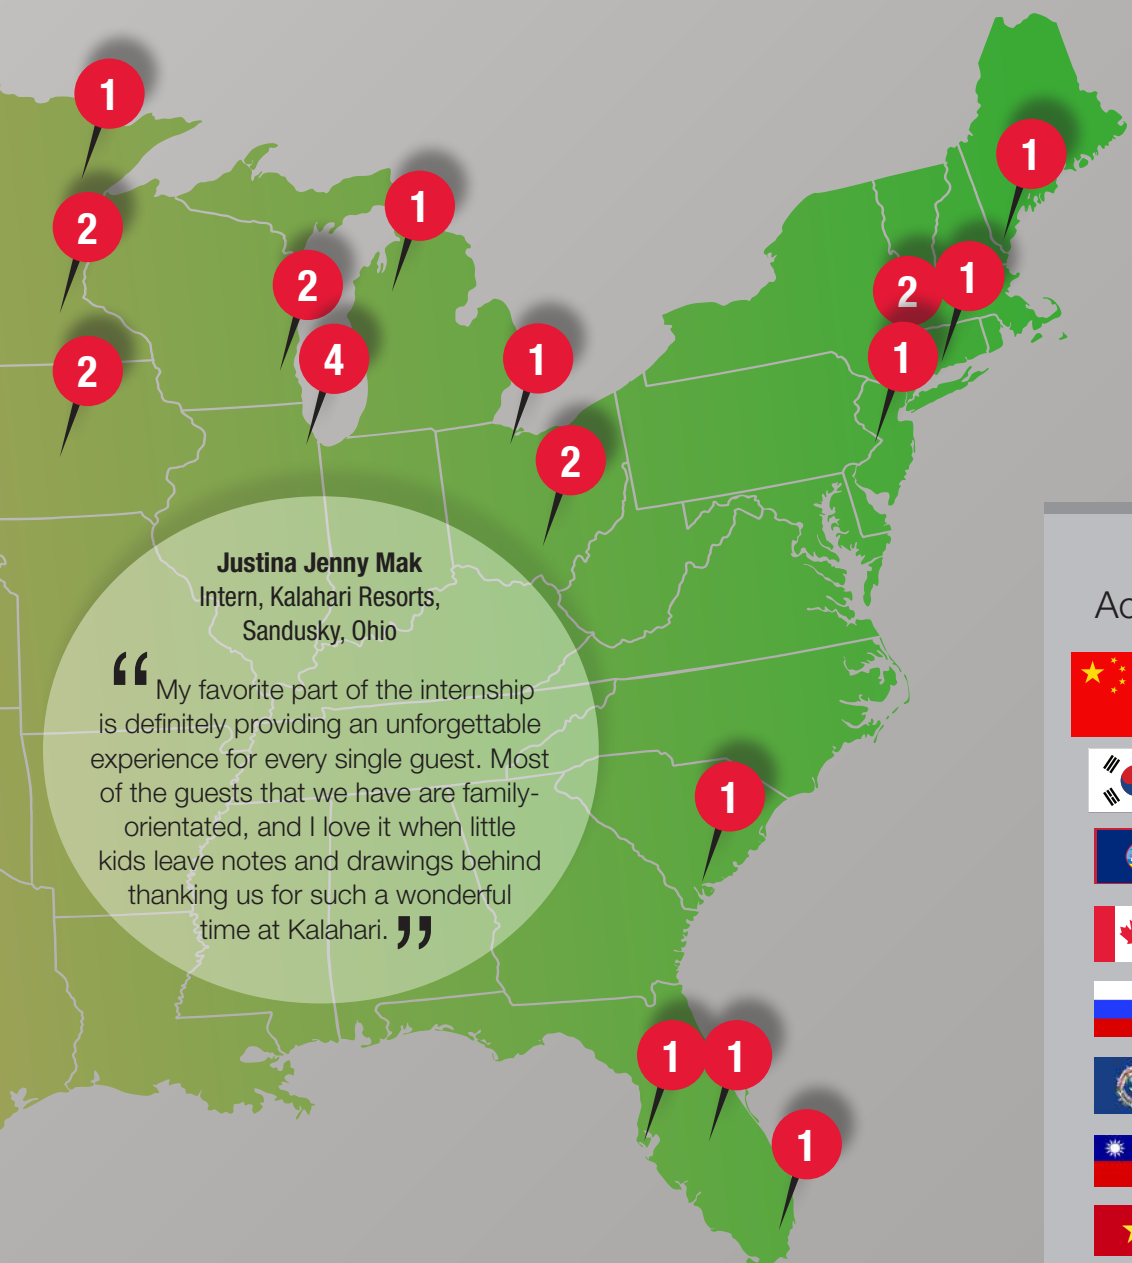 1
1
2
1
2
1
2
4
1
2
1
2
1
Justina Jenny Mak
Intern, Kalahari Resorts,
Sandusky, Ohio
“ My favorite part of the internship
is definitely providing an unforgettable
experience for every single guest. Most
of the guests that we have are family-
orientated, and I love it when little
kids leave notes and drawings behind
thanking us for such a wonderful
time at Kalahari. ”
1
1
1
1